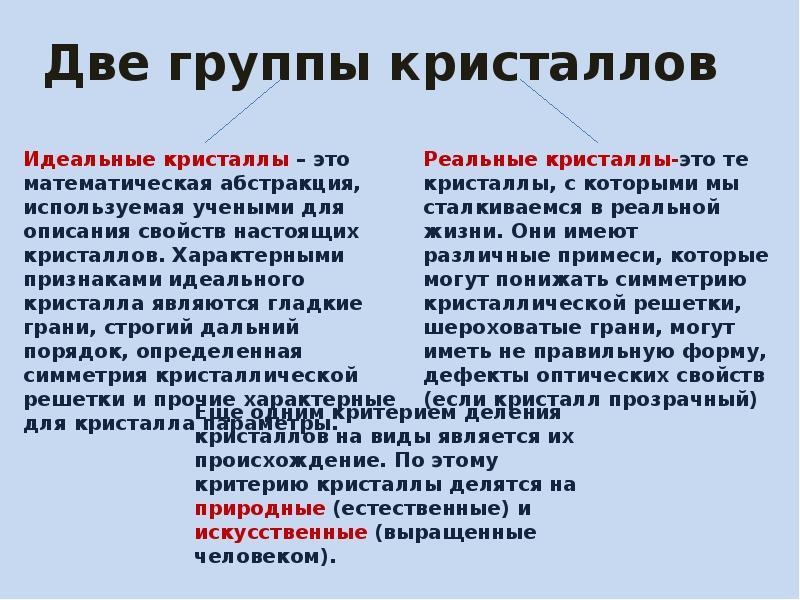 Две группы кристаллов
Идеальные кристаллы – это
математическая абстракция,
используемая учеными для
описания свойств настоящих
кристаллов. Характерными
признаками идеального
кристалла являются гладкие
грани, строгий дальний
порядок, определенная
симметрия кристаллической
решетки и прочие характерные
для кристалла параметры.
Реальные кристаллы-это те
кристаллы, с которыми мы
сталкиваемся в реальной
жизни. Они имеют
различные примеси, которые
могут понижать симметрию
кристаллической решетки,
шероховатые грани, могут
иметь не правильную форму,
дефекты оптических свойств
(если кристалл прозрачный)
Еще одним критерием деления
кристаллов на виды является их
происхождение. По этому
критерию кристаллы делятся на
природные (естественные) и
искусственные (выращенные
человеком).